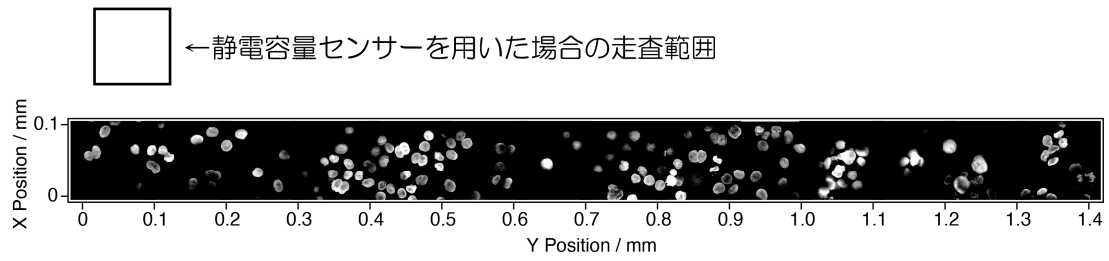 ←静電容量センサーを用いた場合の走査範囲
0.1
0
X Position / mm
0 0.1 0.2 0.3 0.4 0.5 0.6 0.7 0.8 0.9 1.0 1.1 1.2 1.3 1.4
Y Position / mm